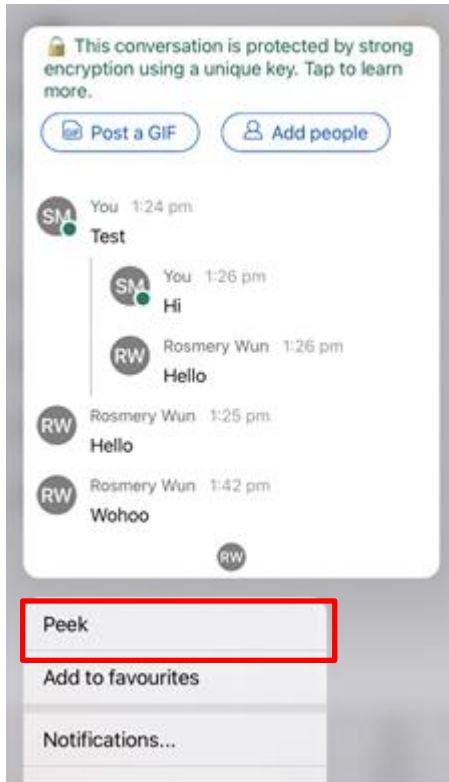 🔒 This conversation is protected by strong
encryption using a unique key. Tap to learn
more.
GIF Post a GIF
Add people
SM You 1:24 pm
Test
SM You 1:26 pm
Hi
RW Rosmery Wun 1:26 pm
Hello
RW Rosmery Wun 1:25 pm
Hello
RW Rosmery Wun 1:42 pm
Wohoo
RW
Peek
Add to favourites
Notifications...